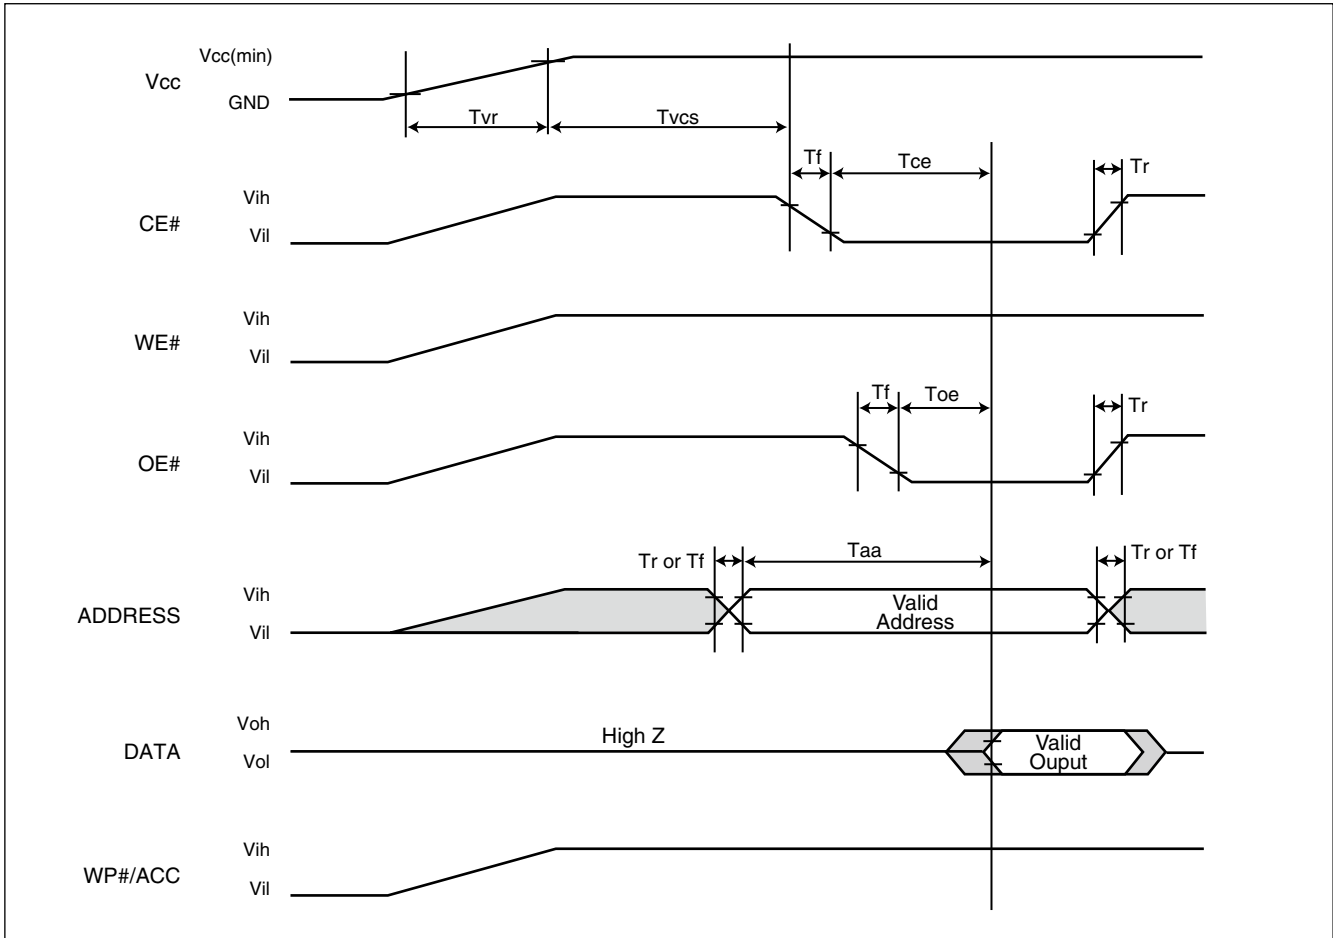 Vcc(min)
Vcc
GND
Tvr
Tvcs
Tf
Tce
Tr
Vih
CE#
Vil
Vih
WE#
Vil
Tf
Toe
Tr
Vih
OE#
Vil
Tr or Tf
Taa
Tr or Tf
Vih
ADDRESS
Vil
Valid
Address
Voh
DATA
Vol
High Z
Valid
Ouput
Vih
WP#/ACC
Vil